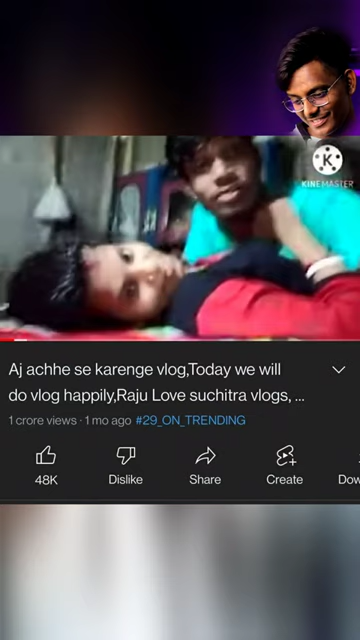 K
KINEMASTER
Aj achhe se karenge vlog,Today we will
do vlog happily,Raju Love suchitra vlogs, ...
1 crore views · 1 mo ago #29_ON_TRENDING
48K Dislike Share Create Dow